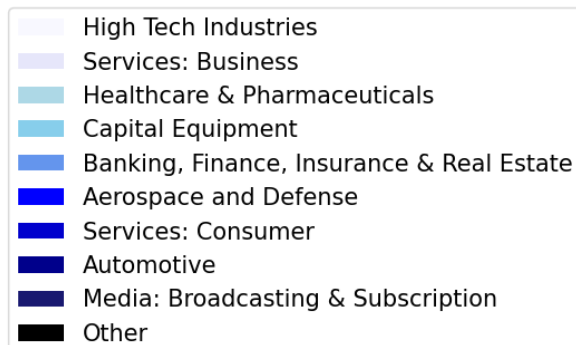 High Tech Industries
Services: Business
Healthcare & Pharmaceuticals
Capital Equipment
Banking, Finance, Insurance & Real Estate
Aerospace and Defense
Services: Consumer
Automotive
Media: Broadcasting & Subscription
Other